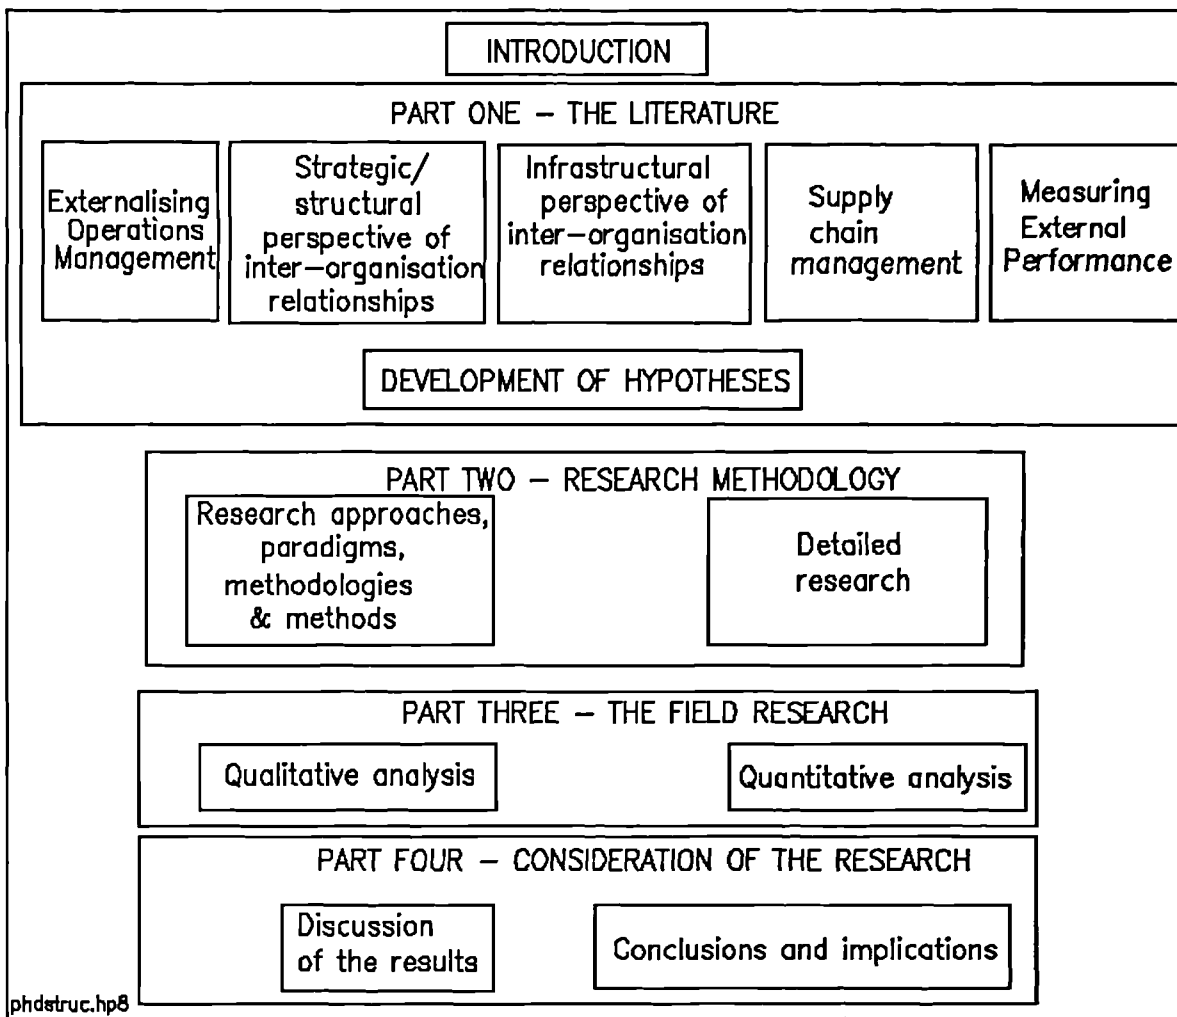 INTRODUCTION
PART ONE – THE LITERATURE
Externalising
Operations
Management
Strategic/
structural
perspective of
inter–organisation
relationships
Infrastructural
perspective of
inter–organisation
relationships
Supply
chain
management
Measuring
External
Performance
DEVELOPMENT OF HYPOTHESES
PART TWO – RESEARCH METHODOLOGY
Research approaches,
paradigms,
methodologies
& methods
Detailed
research
PART THREE – THE FIELD RESEARCH
Qualitative analysis
Quantitative analysis
PART FOUR – CONSIDERATION OF THE RESEARCH
Discussion
of the results
Conclusions and implications
phdstruc.hp8